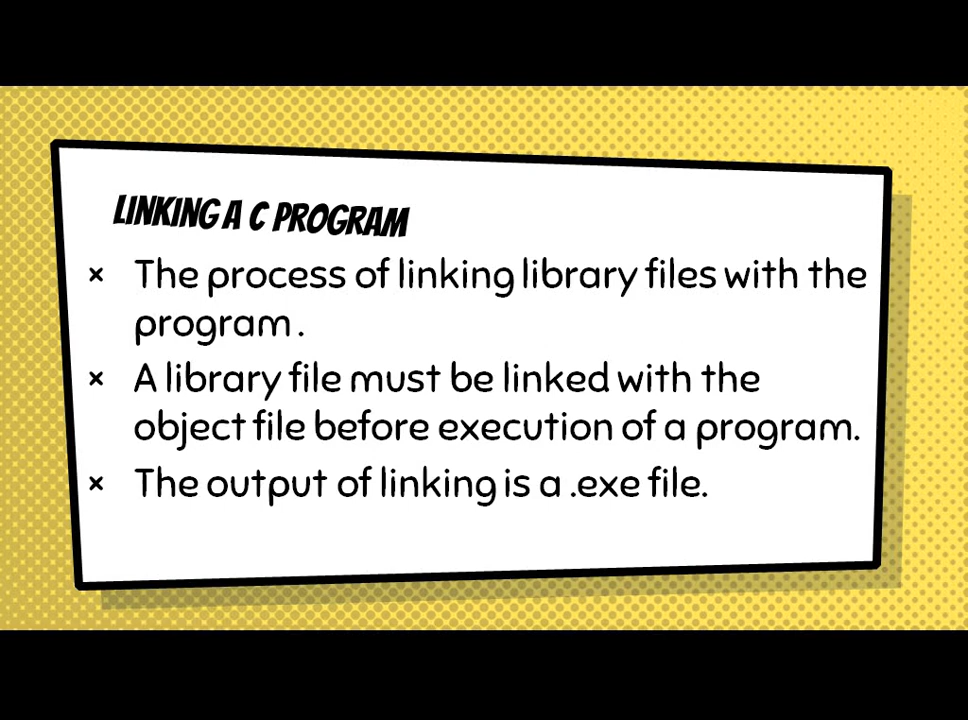 LINKING A C PROGRAM
× The process of linking library files with the
program.
× A library file must be linked with the
object file before execution of a program.
× The output of linking is a .exe file.